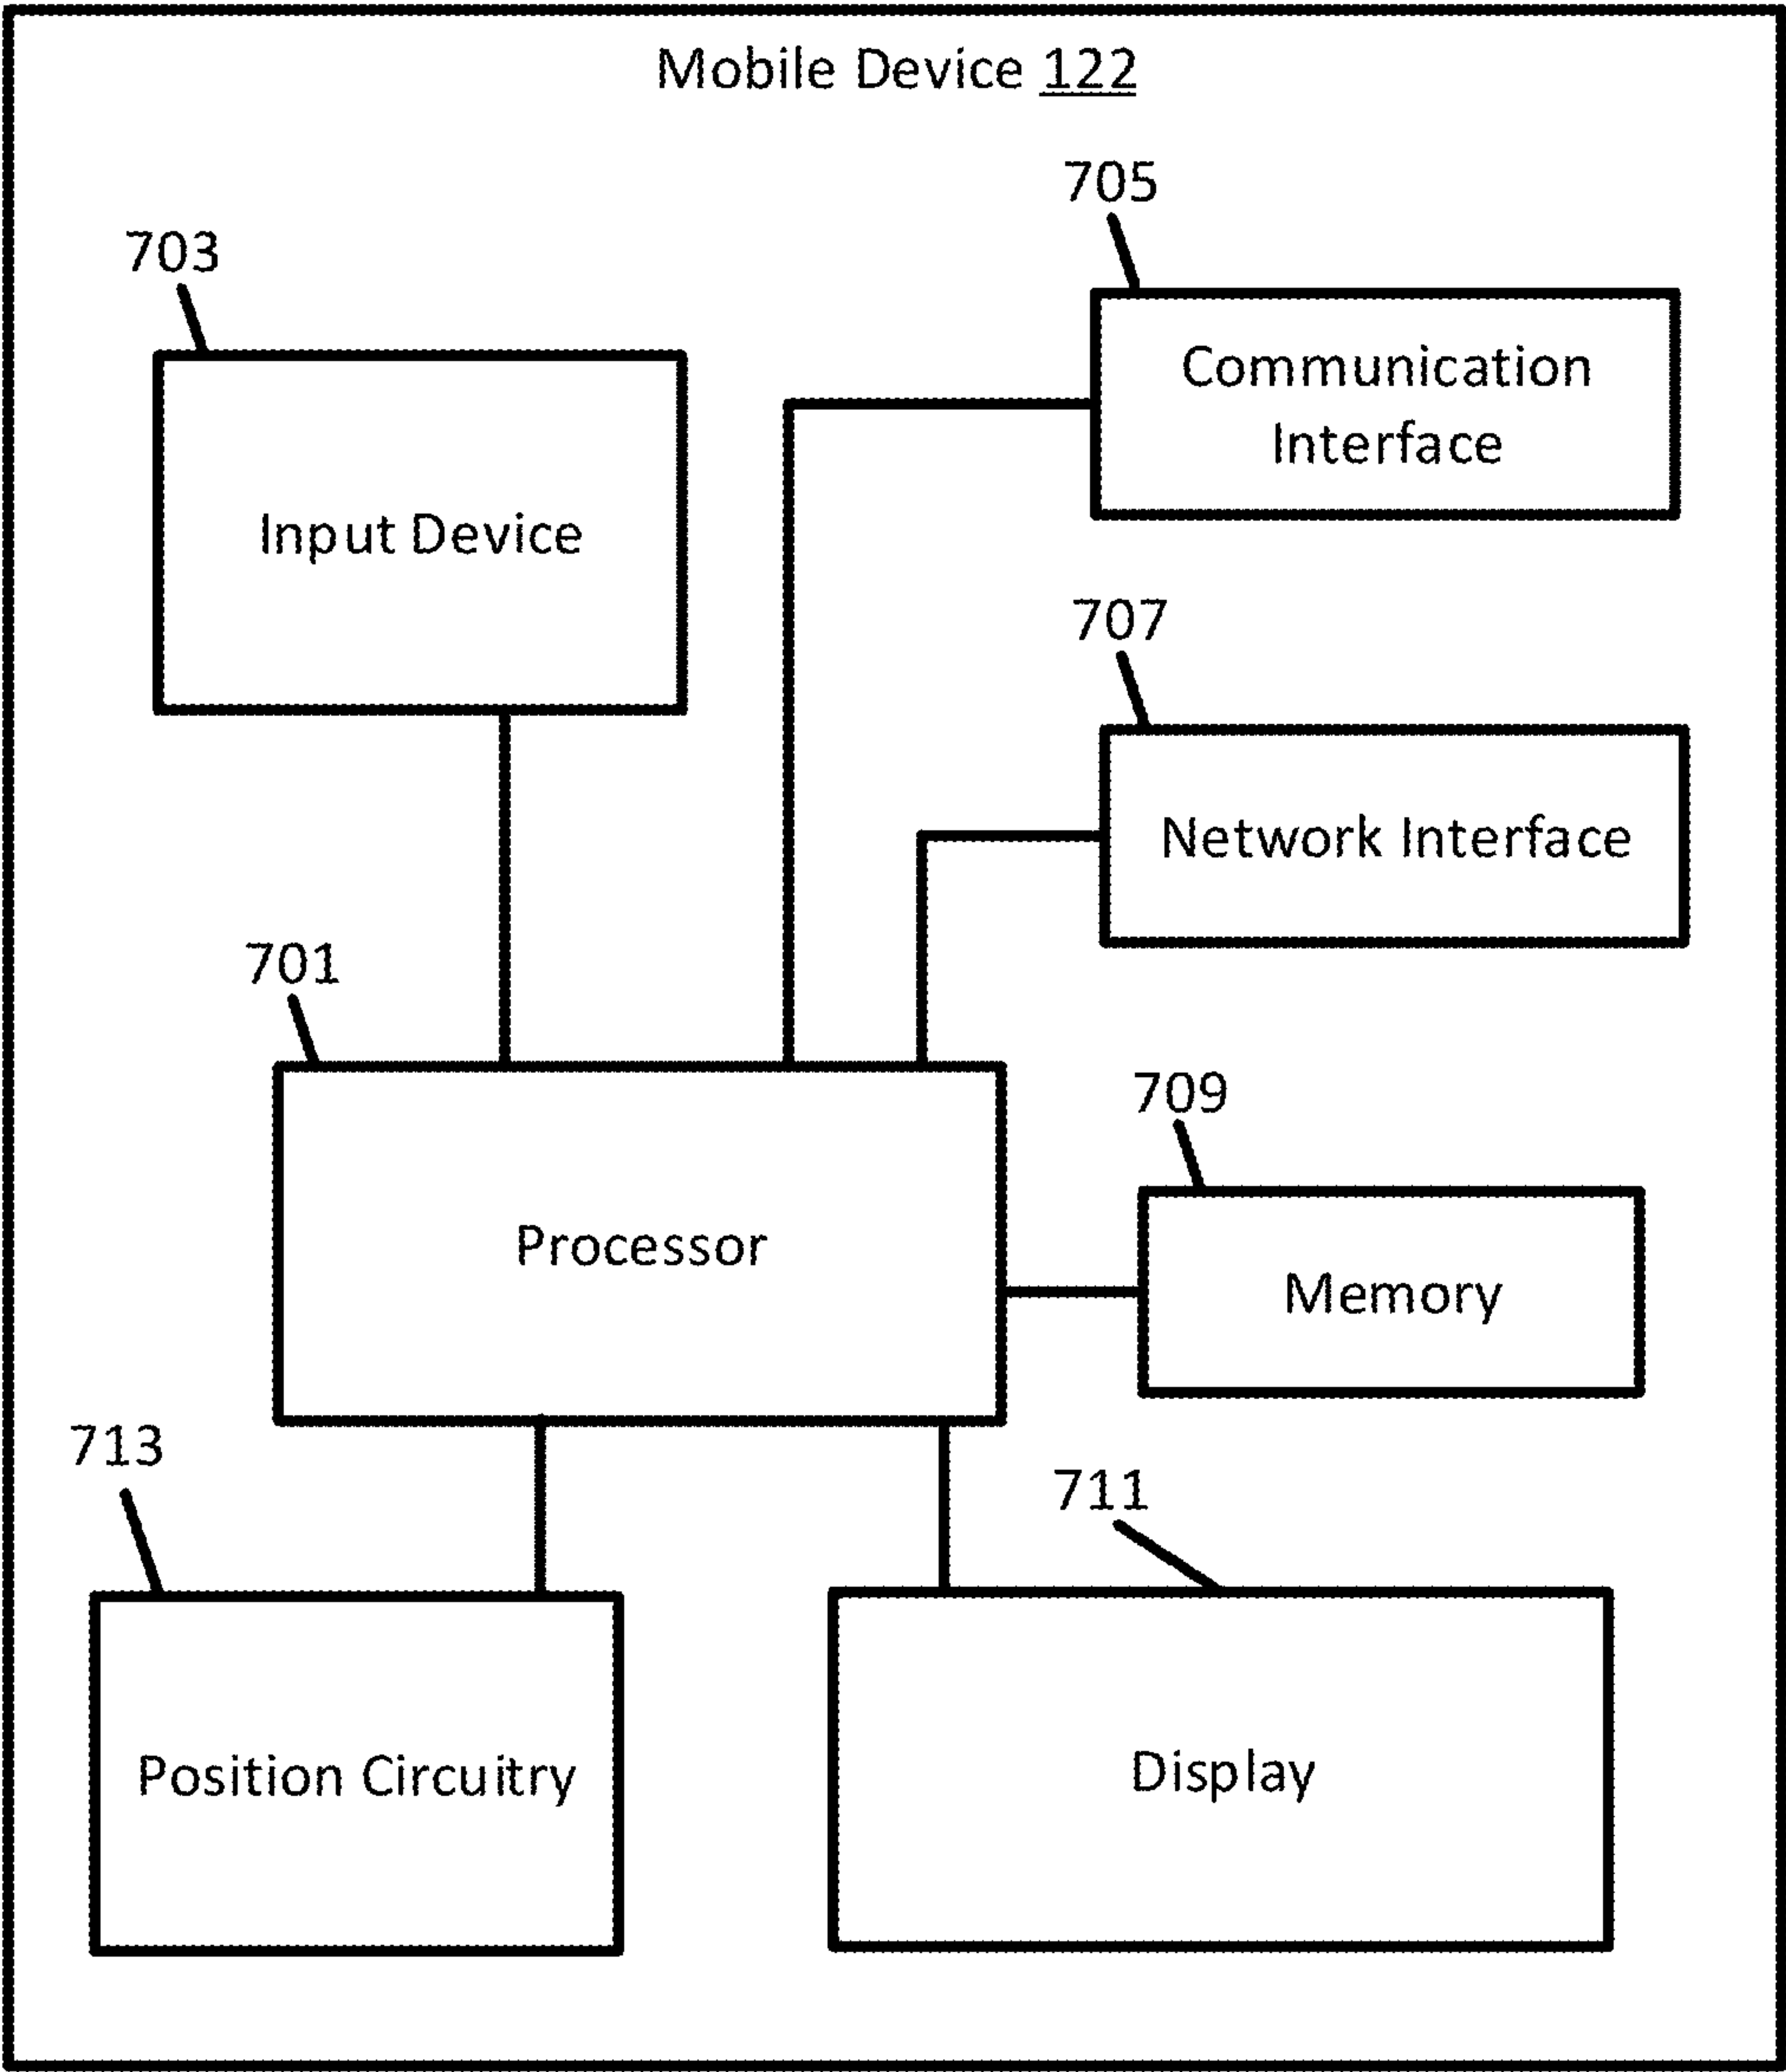 Mobile Device 122
705
703
Communication
Interface
Input Device
707
Network Interface
701
709
Processor
Memory
713
711
Position Circuitry
Display